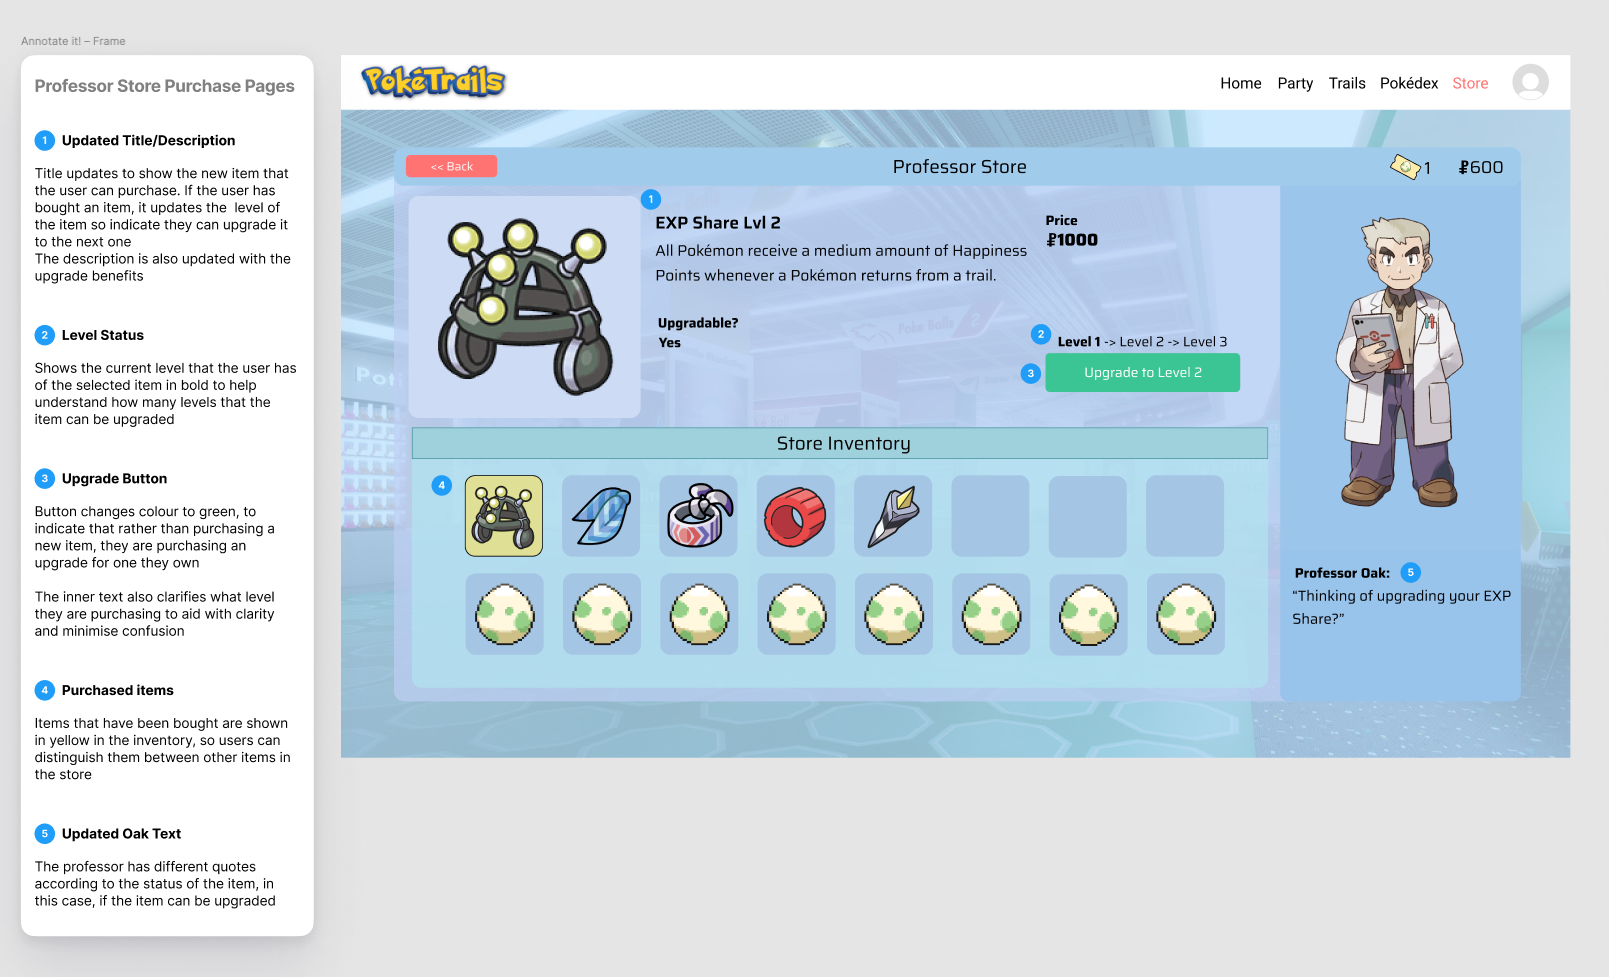 Annotate it! – Frame
Professor Store Purchase Pages
1 Updated Title/Description
Title updates to show the new item that
the user can purchase. If the user has
bought an item, it updates the  level of
the item so indicate they can upgrade it
to the next one
The description is also updated with the
upgrade benefits
2 Level Status
Shows the current level that the user has
of the selected item in bold to help
understand how many levels that the
item can be upgraded
3 Upgrade Button
Button changes colour to green, to
indicate that rather than purchasing a
new item, they are purchasing an
upgrade for one they own
The inner text also clarifies what level
they are purchasing to aid with clarity
and minimise confusion
4 Purchased items
Items that have been bought are shown
in yellow in the inventory, so users can
distinguish them between other items in
the store
5 Updated Oak Text
The professor has different quotes
according to the status of the item, in
this case, if the item can be upgraded
PokéTrails
Home Party Trails Pokédex Store
<< Back
Professor Store
1 ₽600
1
EXP Share Lvl 2
All Pokémon receive a medium amount of Happiness
Points whenever a Pokémon returns from a trail.
Price
₽1000
Upgradable?
Yes
Poké Balls
2 Level 1 -> Level 2 -> Level 3
3 Upgrade to Level 2
Store Inventory
4
Professor Oak: 5
“Thinking of upgrading your EXP
Share?”